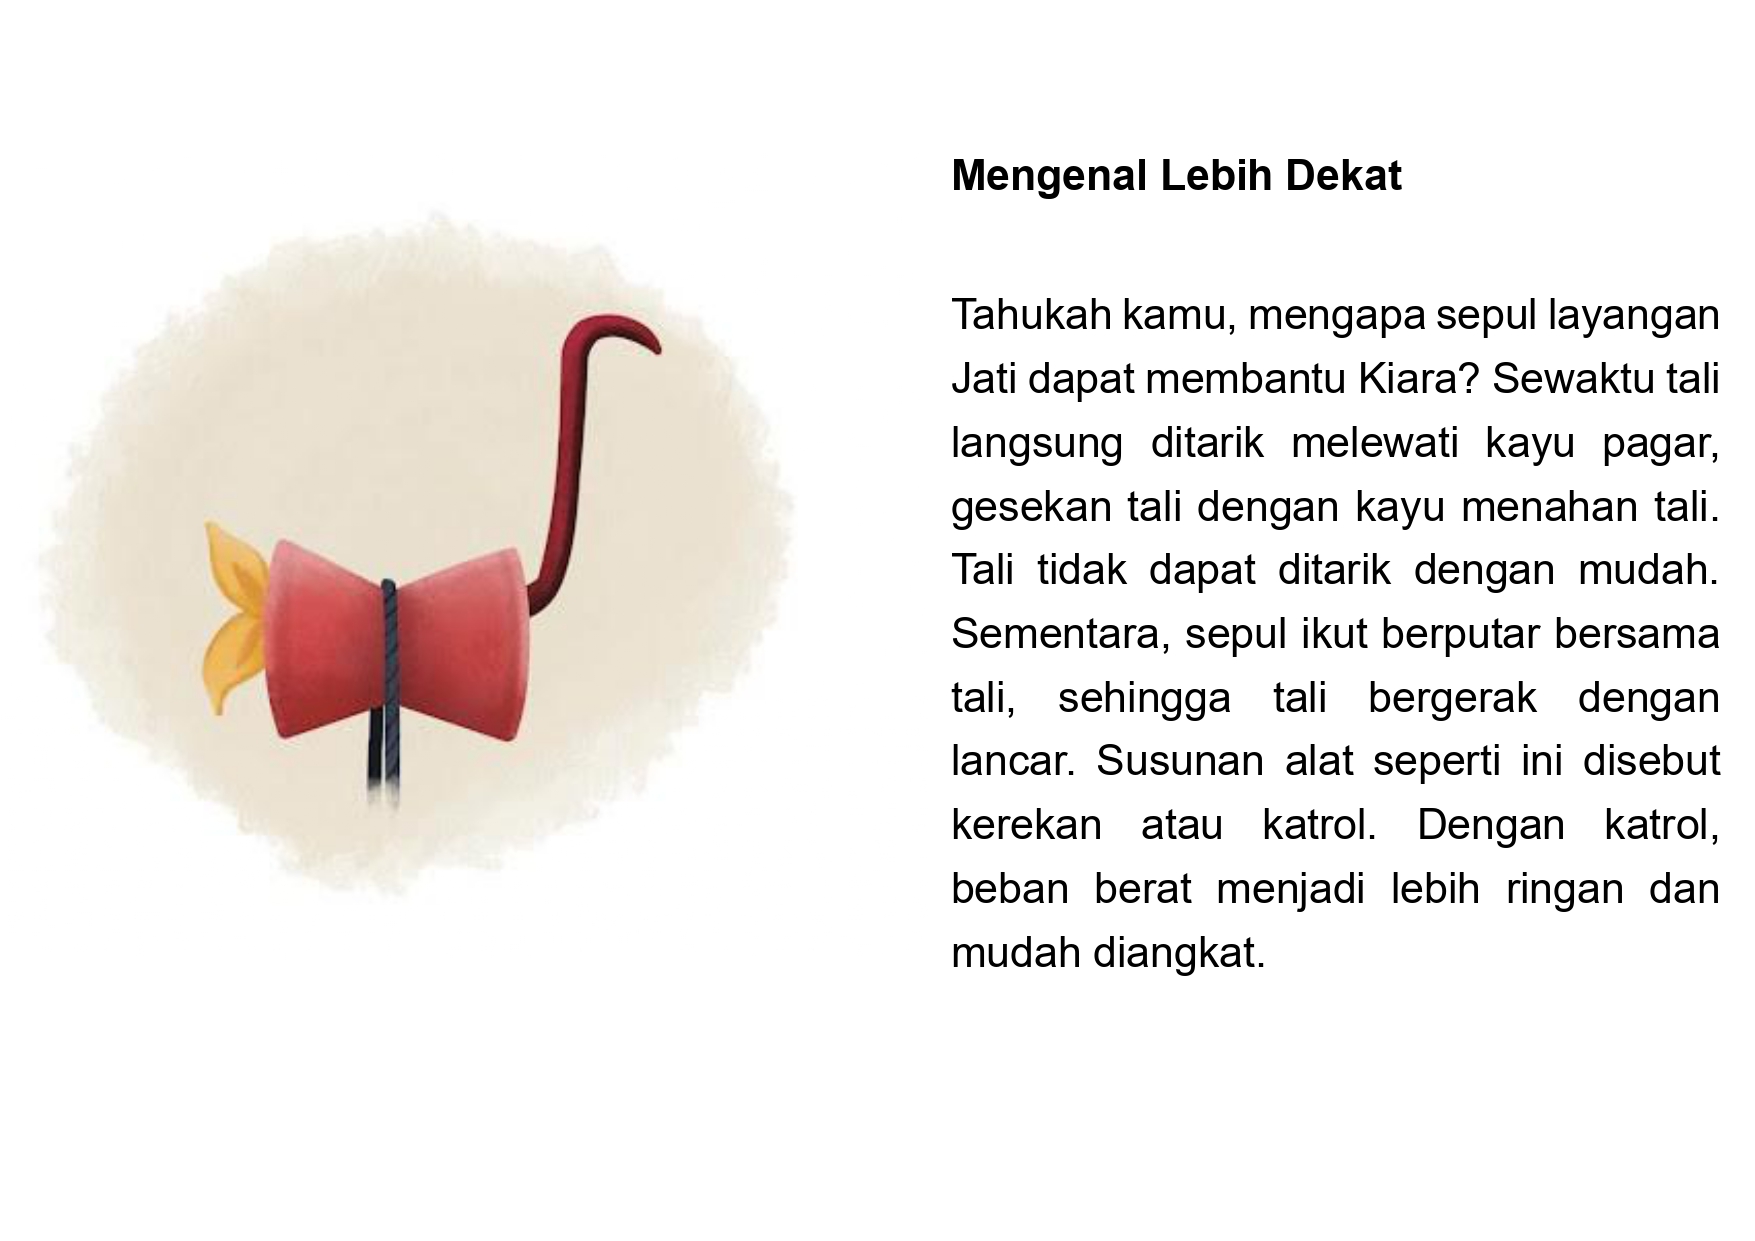 Mengenal Lebih Dekat
Tahukah kamu, mengapa sepul layangan
Jati dapat membantu Kiara? Sewaktu tali
langsung ditarik melewati kayu pagar,
gesekan tali dengan kayu menahan tali.
Tali tidak dapat ditarik dengan mudah.
Sementara, sepul ikut berputar bersama
tali, sehingga tali bergerak dengan
lancar. Susunan alat seperti ini disebut
kerekan atau katrol. Dengan katrol,
beban berat menjadi lebih ringan dan
mudah diangkat.